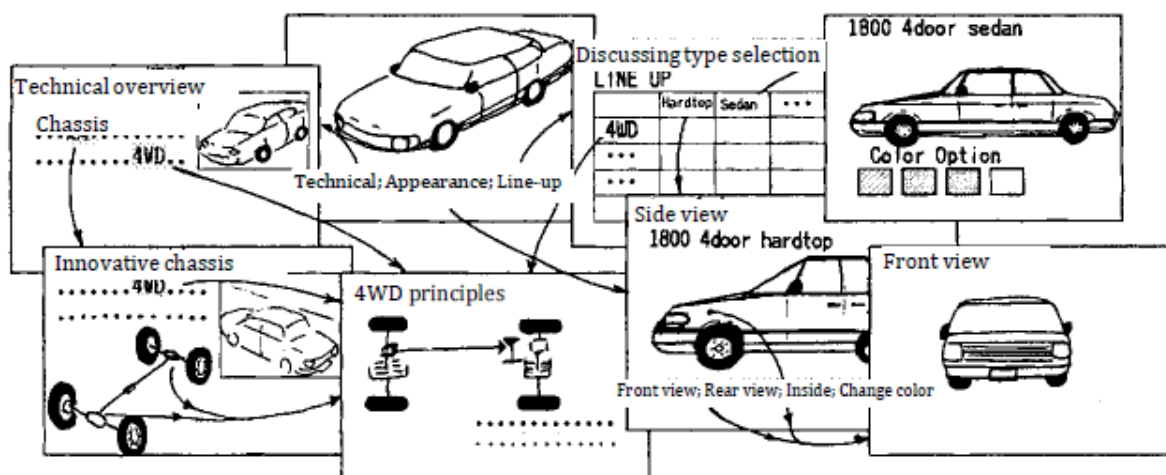 Technical overview
Chassis
4WD
Technical; Appearance; Line-up
Discussing type selection
LINE UP
Hardtop Sedan •••
4WD
•••
•••
1800 4door sedan
Color Option
Innovative chassis
4WD
4WD principles
Side view
1800 4door hardtop
Front view; Rear view; Inside; Change color
Front view